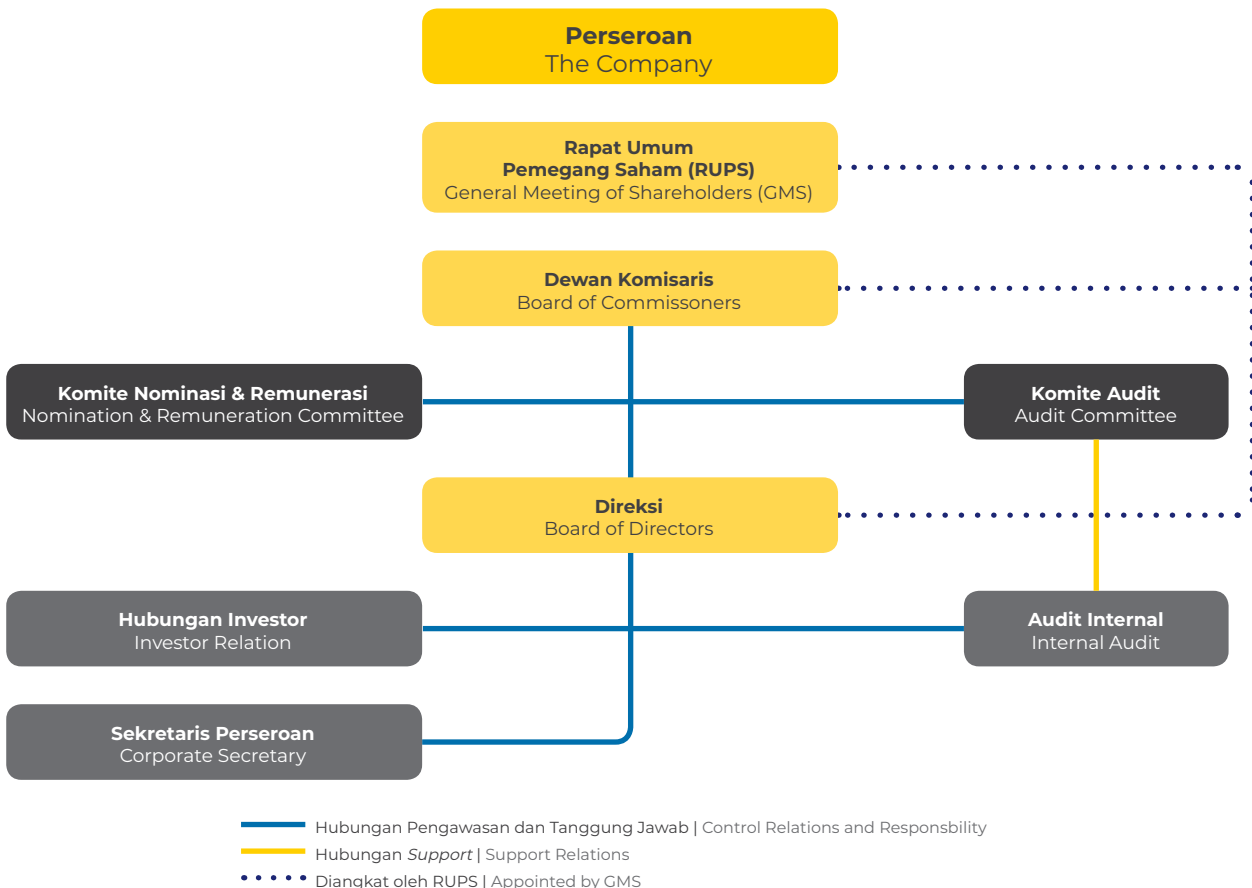 Perseroan
The Company
Rapat Umum
Pemegang Saham (RUPS)
General Meeting of Shareholders (GMS)
Dewan Komisaris
Board of Commissoners
Komite Nominasi & Remunerasi
Nomination & Remuneration Committee
Komite Audit
Audit Committee
Direksi
Board of Directors
Hubungan Investor
Investor Relation
Audit Internal
Internal Audit
Sekretaris Perseroan
Corporate Secretary
Hubungan Pengawasan dan Tanggung Jawab | Control Relations and Responsbility
Hubungan Support | Support Relations
Diangkat oleh RUPS | Appointed by GMS